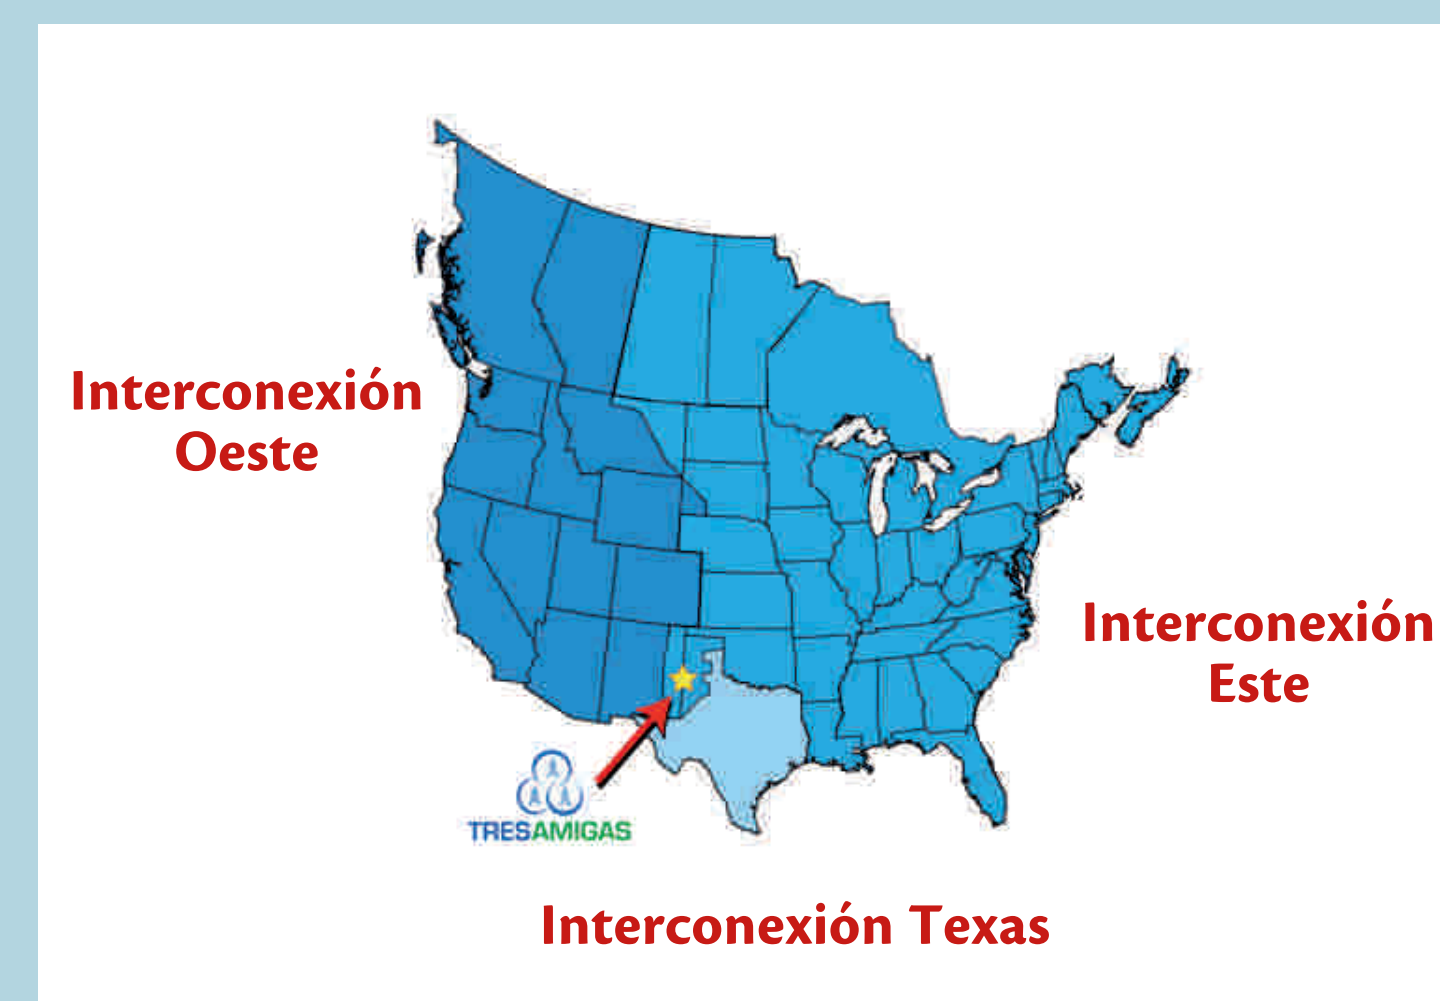 Interconexión
Oeste
Interconexión
Este
TRESAMIGAS
Interconexión Texas